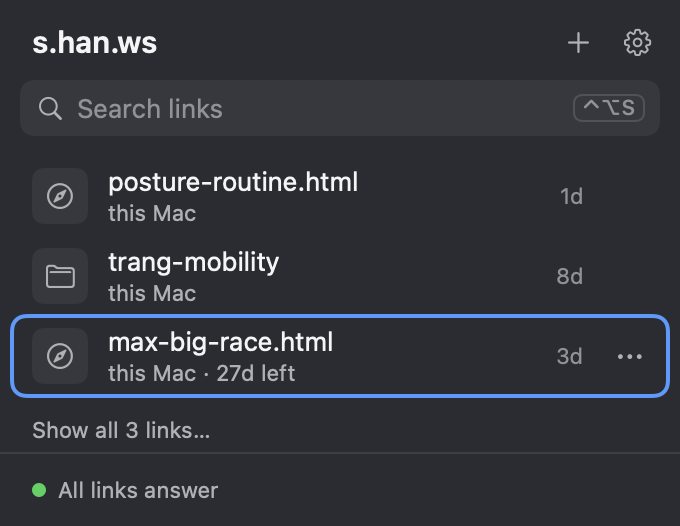 s.han.ws
Search links
^⌥S
posture-routine.html
1d
this Mac
trang-mobility
8d
this Mac
max-big-race.html
3d
this Mac · 27d left
Show all 3 links…
All links answer